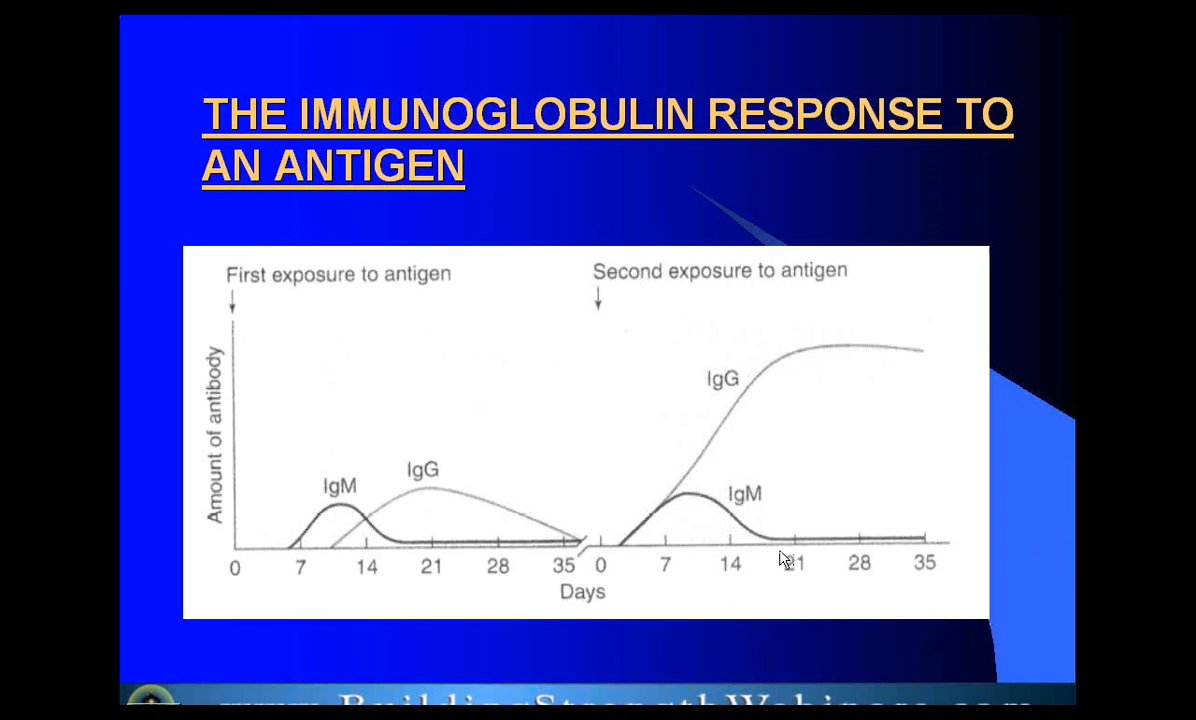 THE IMMUNOGLOBULIN RESPONSE TO
AN ANTIGEN
First exposure to antigen
Second exposure to antigen
Amount of antibody
IgM
IgG
IgG
IgM
0 7 14 21 28 35 0 7 14 21 28 35
Days
www.BuildingStrengthWebinars.com